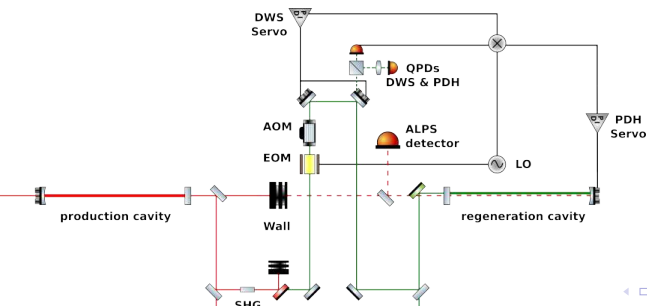 DWS
Servo
QPDs
DWS & PDH
AOM
ALPS
detector
PDH
Servo
EOM
LO
production cavity
Wall
regeneration cavity
SHG